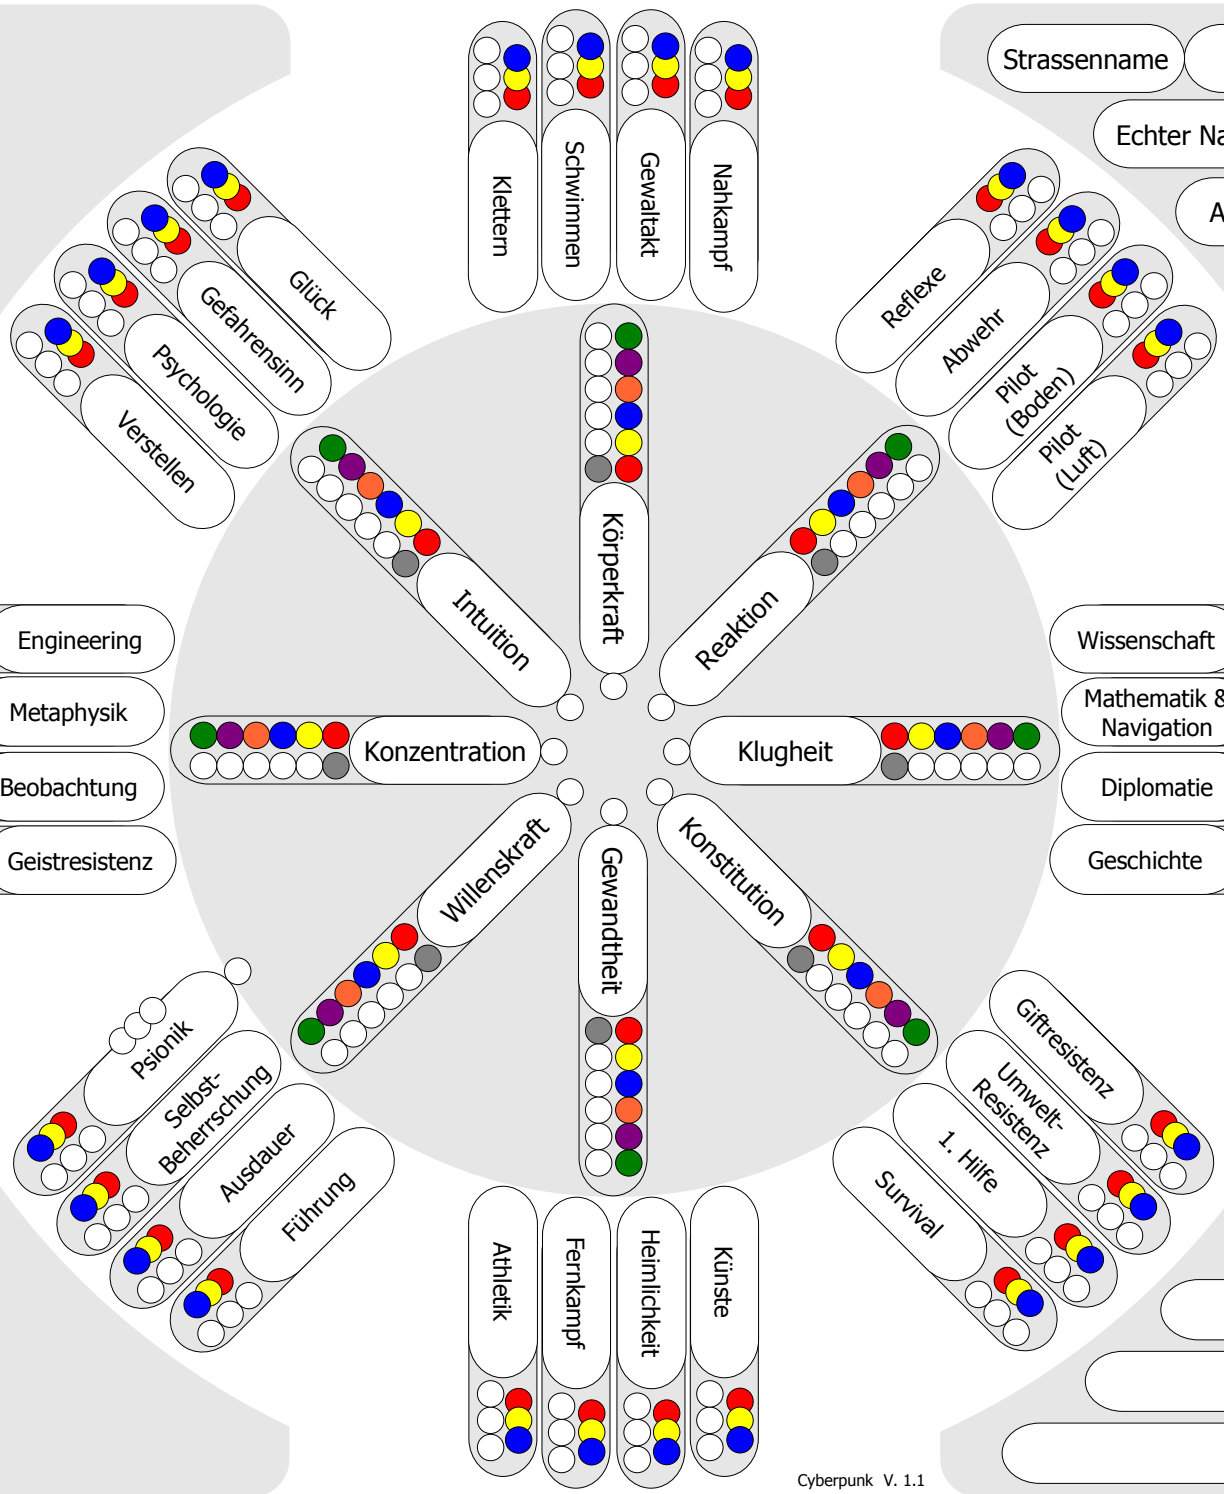 Strassenname
Echter Na
A
Klettern
Schwimmen
Gewaltakt
Nahkampf
Glück
Gefahrensinn
Psychologie
Verstellen
Reflexe
Abwehr
Pilot
(Boden)
Pilot
(Luft)
Intuition
Körperkraft
Reaktion
Engineering
Metaphysik
Beobachtung
Geistresistenz
Konzentration
Klugheit
Wissenschaft
Mathematik &
Navigation
Diplomatie
Geschichte
Willenskraft
Gewandtheit
Konstitution
Psionik
Selbst-
Beherrschung
Ausdauer
Führung
Giftresistenz
Umwelt-
Resistenz
1. Hilfe
Survival
Athletik
Fernkampf
Heimlichkeit
Künste
Cyberpunk V. 1.1